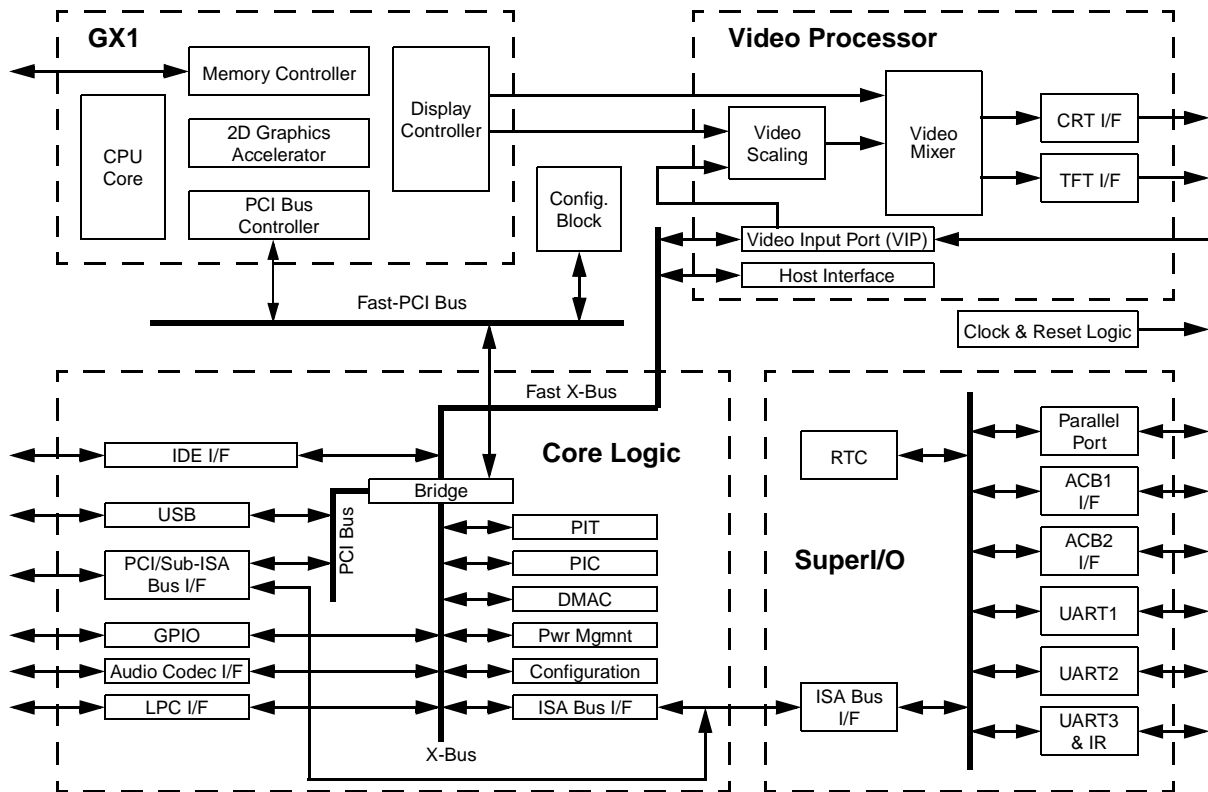 GX1
Memory Controller
CPU
Core
2D Graphics
Accelerator
PCI Bus
Controller
Display
Controller
Config.
Block
Video Processor
Video
Scaling
Video
Mixer
CRT I/F
TFT I/F
Video Input Port (VIP)
Host Interface
Fast-PCI Bus
Clock & Reset Logic
Fast X-Bus
Core Logic
IDE I/F
Bridge
USB
PCI Bus
PCI/Sub-ISA
Bus I/F
GPIO
Audio Codec I/F
LPC I/F
PIT
PIC
DMAC
Pwr Mgmnt
Configuration
ISA Bus I/F
X-Bus
SuperI/O
RTC
ISA Bus
I/F
Parallel
Port
ACB1
I/F
ACB2
I/F
UART1
UART2
UART3
& IR